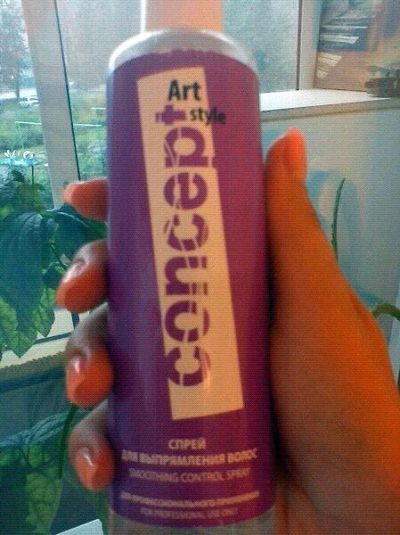 Art
style
concept
СПРЕЙ
ДЛЯ ВЫПРЯМЛЕНИЯ ВОЛОС
SMOOTHING CONTROL SPRAY
ДЛЯ ПРОФЕССИОНАЛЬНОГО ПРИМЕНЕНИЯ
FOR PROFESSIONAL USE ONLY